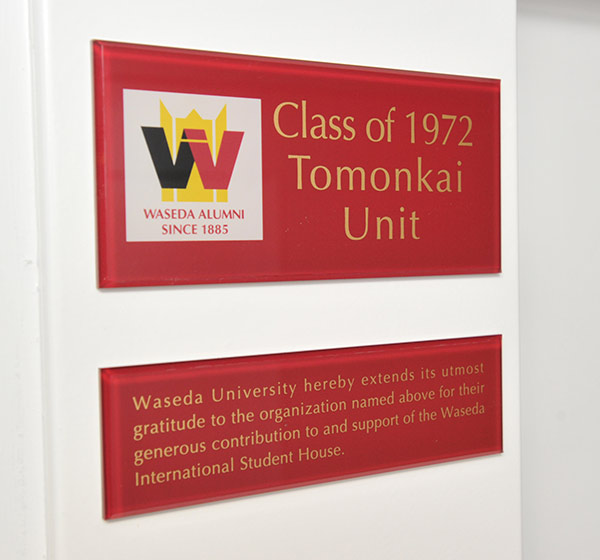 Class of 1972
Tomonkai
Unit
WASEDA ALUMNI
SINCE 1885
Waseda University hereby extends its utmost
gratitude to the organization named above for their
generous contribution to and support of the Waseda
International Student House.